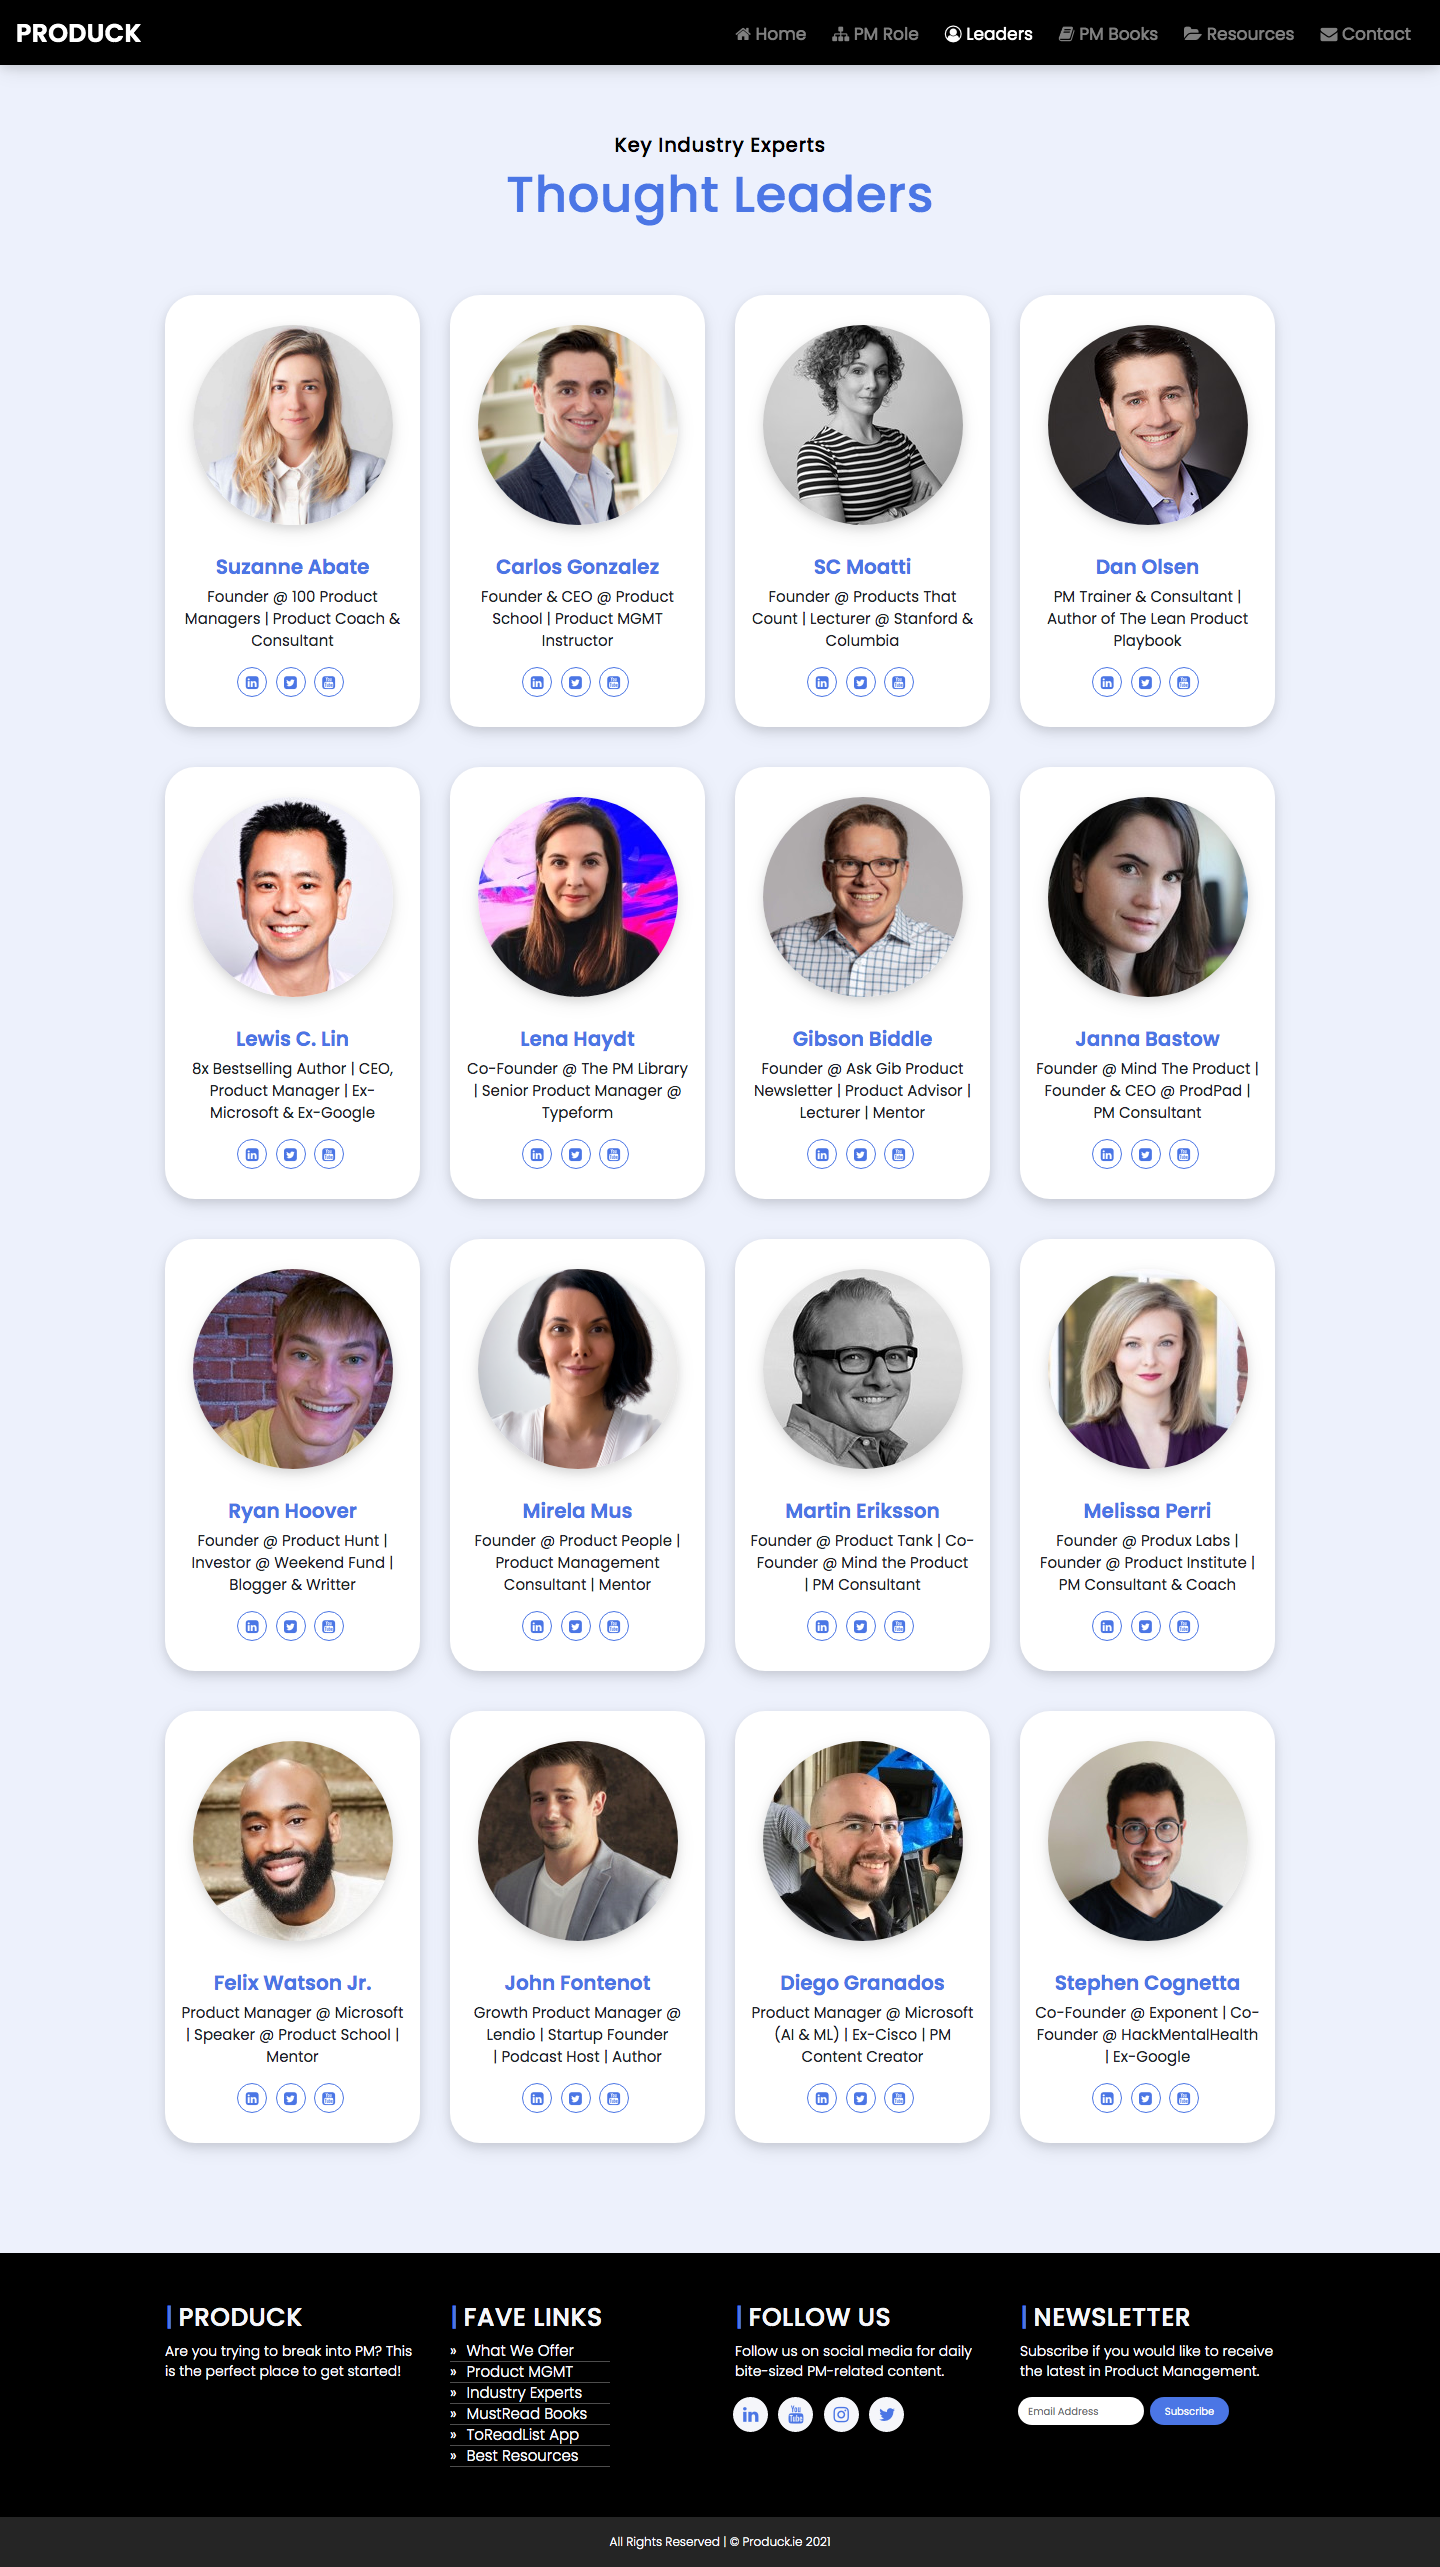 PRODUCK
Home
PM Role
Leaders
PM Books
Resources
Contact
Key Industry Experts
Thought Leaders
Suzanne Abate
Founder @ 100 Product
Managers | Product Coach &
Consultant
Carlos Gonzalez
Founder & CEO @ Product
School | Product MGMT
Instructor
SC Moatti
Founder @ Products That
Count | Lecturer @ Stanford &
Columbia
Dan Olsen
PM Trainer & Consultant |
Author of The Lean Product
Playbook
Lewis C. Lin
8x Bestselling Author | CEO,
Product Manager | Ex-
Microsoft & Ex-Google
Lena Haydt
Co-Founder @ The PM Library
| Senior Product Manager @
Typeform
Gibson Biddle
Founder @ Ask Gib Product
Newsletter | Product Advisor |
Lecturer | Mentor
Janna Bastow
Founder @ Mind The Product |
Founder & CEO @ ProdPad |
PM Consultant
Ryan Hoover
Founder @ Product Hunt |
Investor @ Weekend Fund |
Blogger & Writter
Mirela Mus
Founder @ Product People |
Product Management
Consultant | Mentor
Martin Eriksson
Founder @ Product Tank | Co-
Founder @ Mind the Product
| PM Consultant
Melissa Perri
Founder @ Produx Labs |
Founder @ Product Institute |
PM Consultant & Coach
Felix Watson Jr.
Product Manager @ Microsoft
| Speaker @ Product School |
Mentor
John Fontenot
Growth Product Manager @
Lendio | Startup Founder
| Podcast Host | Author
Diego Granados
Product Manager @ Microsoft
(AI & ML) | Ex-Cisco | PM
Content Creator
Stephen Cognetta
Co-Founder @ Exponent | Co-
Founder @ HackMentalHealth
| Ex-Google
PRODUCK
Are you trying to break into PM? This
is the perfect place to get started!
FAVE LINKS
» What We Offer
» Product MGMT
» Industry Experts
» MustRead Books
» ToReadList App
» Best Resources
FOLLOW US
Follow us on social media for daily
bite-sized PM-related content.
NEWSLETTER
Subscribe if you would like to receive
the latest in Product Management.
Email Address
Subscribe
All Rights Reserved | © Produck.ie 2021